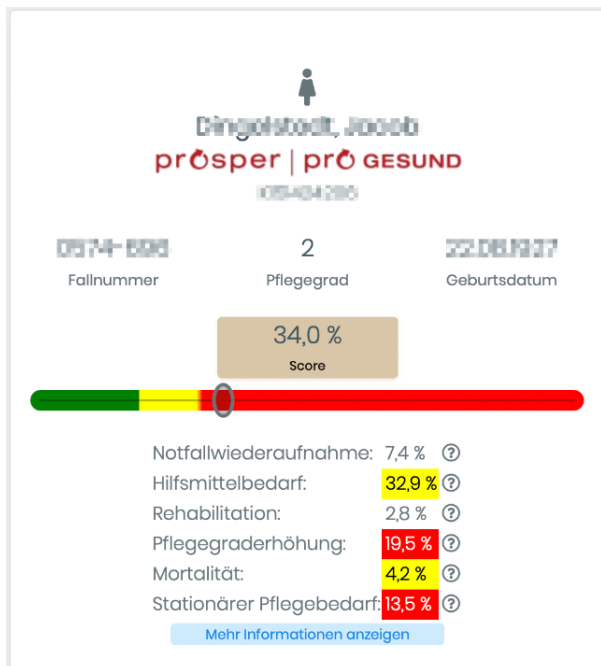 prosper | pro GESUND
2
Fallnummer Pflegegrad Geburtsdatum
34,0 %
Score
Notfallwiederaufnahme: 7,4 %
Hilfsmittelbedarf: 32,9 %
Rehabilitation: 2,8 %
Pflegegraderhöhung: 19,5 %
Mortalität: 4,2 %
Stationärer Pflegebedarf: 13,5 %
Mehr Informationen anzeigen